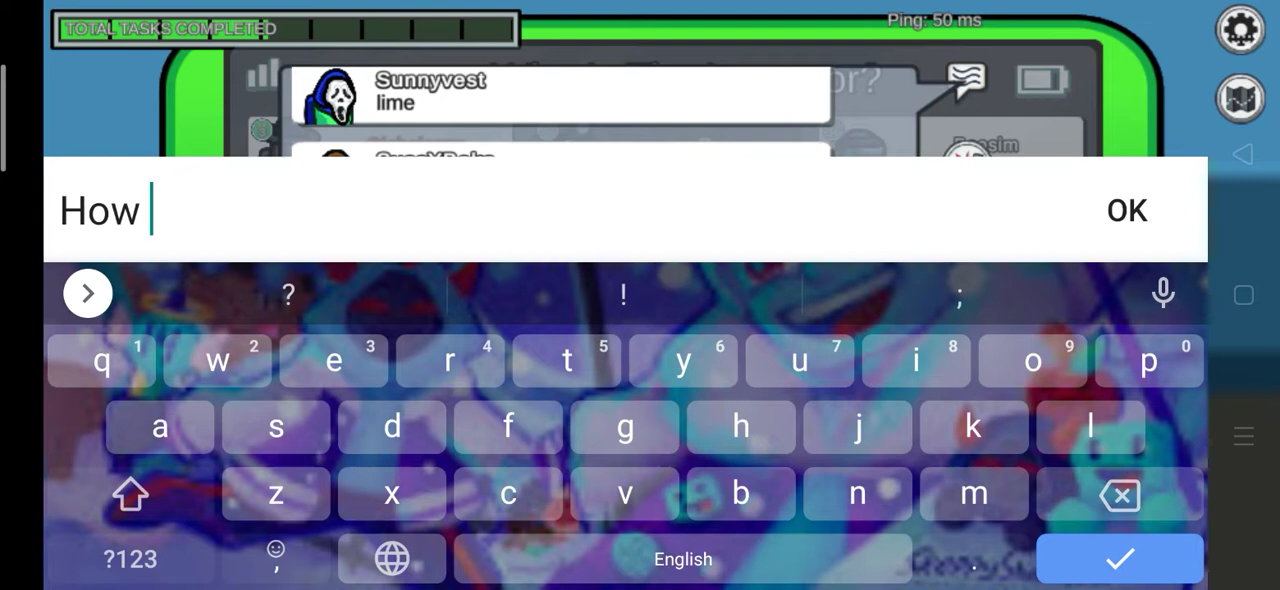 TOTAL TASKS COMPLETED
Ping: 50 ms
or?
Sunnyvest
lime
How
OK
? ! ;
q 1 w 2 e 3 r 4 t 5 y 6 u 7 i 8 o 9 p 0
a s d f g h j k l
z x c v b n m
?123 , English .